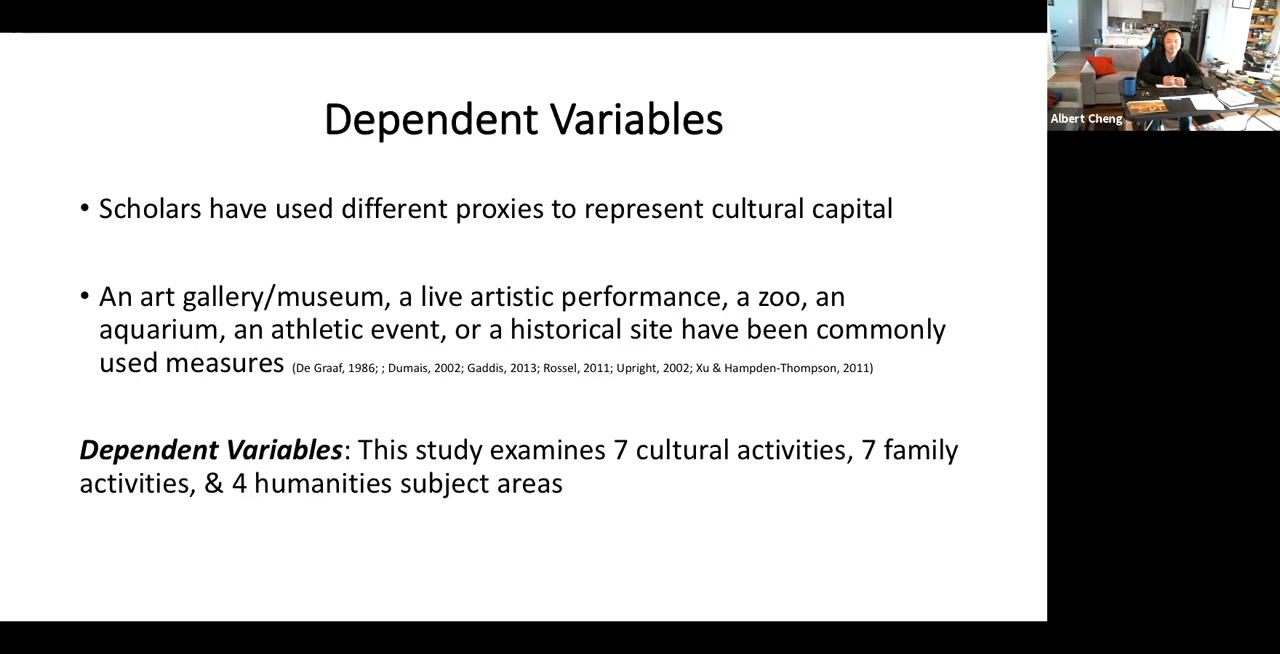 Dependent Variables
• Scholars have used different proxies to represent cultural capital
• An art gallery/museum, a live artistic performance, a zoo, an
aquarium, an athletic event, or a historical site have been commonly
used measures (De Graaf, 1986; ; Dumais, 2002; Gaddis, 2013; Rossel, 2011; Upright, 2002; Xu & Hampden-Thompson, 2011)
Dependent Variables: This study examines 7 cultural activities, 7 family
activities, & 4 humanities subject areas
Albert Cheng